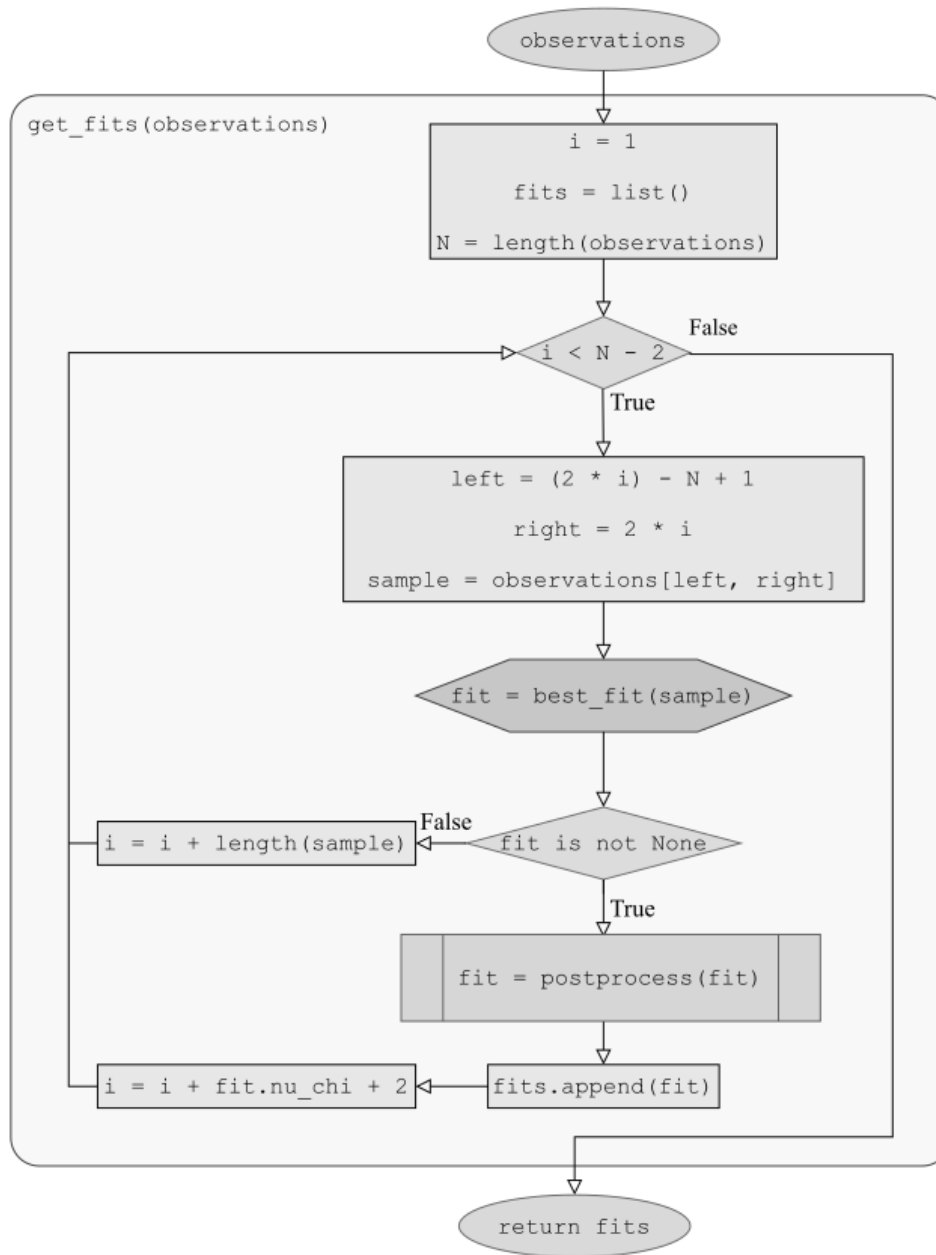 observations
get_fits(observations)
i = 1
fits = list()
N = length(observations)
False
i < N - 2
True
left = (2 * i) - N + 1
right = 2 * i
sample = observations[left, right]
fit = best_fit(sample)
False
i = i + length(sample)
fit is not None
True
fit = postprocess(fit)
i = i + fit.nu_chi + 2
fits.append(fit)
return fits